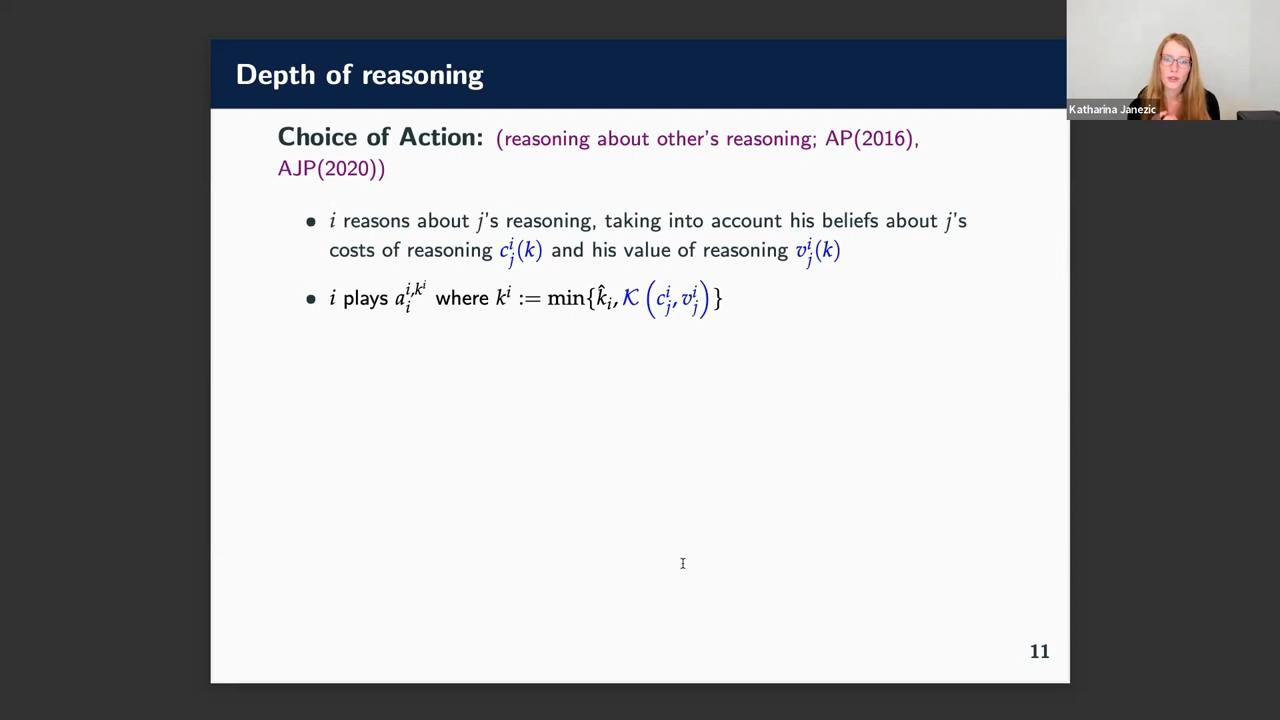 Depth of reasoning
Katharina Janezic
Choice of Action: (reasoning about other's reasoning; AP(2016),
AJP(2020))
• i reasons about j's reasoning, taking into account his beliefs about j's
costs of reasoning c_j^i(k) and his value of reasoning v_j^i(k)
• i plays a_i^{i,k^i} where k^i := min{k̂_i, 𝒦(c_j^i, v_j^i)}
11